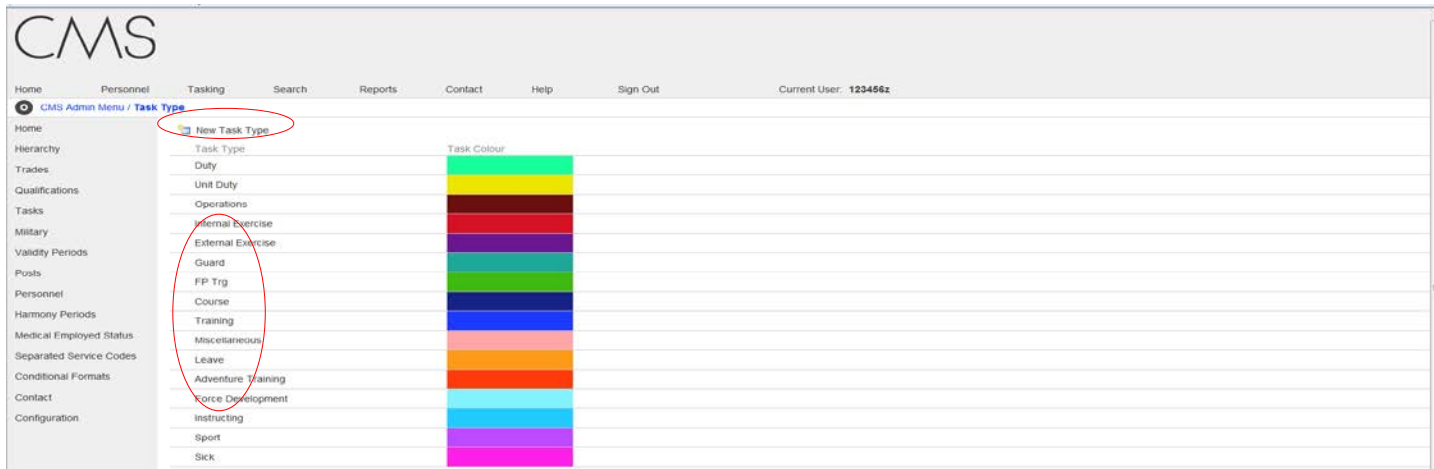 CMS
Home Personnel Tasking Search Reports Contact Help Sign Out Current User: 123456z
CMS Admin Menu / Task Type
Home
Hierarchy
Trades
Qualifications
Tasks
Military
Validity Periods
Posts
Personnel
Harmony Periods
Medical Employed Status
Separated Service Codes
Conditional Formats
Contact
Configuration
New Task Type
Task Type Task Colour
Duty
Unit Duty
Operations
Internal Exercise
External Exercise
Guard
FP Trg
Course
Training
Miscellaneous
Leave
Adventure Training
Force Development
Instructing
Sport
Sick